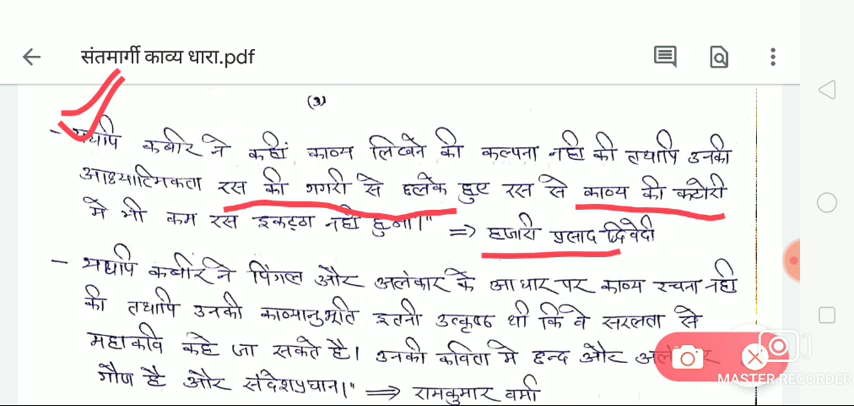 संतमार्गी काव्य धारा.pdf
(3)
- यद्यपि कबीर ने कहीं काव्य लिखने की कल्पना नही की तथापि उनकी
आध्यात्मिकता रस की गगरी से छलके हुए रस से काव्य की कटोरी
मे भी कम रस इकट्ठा नही हुआ।" ⇒ हजारी प्रसाद द्विवेदी
- यद्यपि कबीर ने पिंगल और अलंकार के आधार पर काव्य रचना नही
की तथापि उनकी काव्यानुभूति इतनी उत्कृष्ट थी कि वे सरलता से
महाकवि कहे जा सकते है। उनकी कविता मे छन्द और
गौण है और संदेशप्रधान।" ⇒ रामकुमार वर्मा
MASTER RECORDER